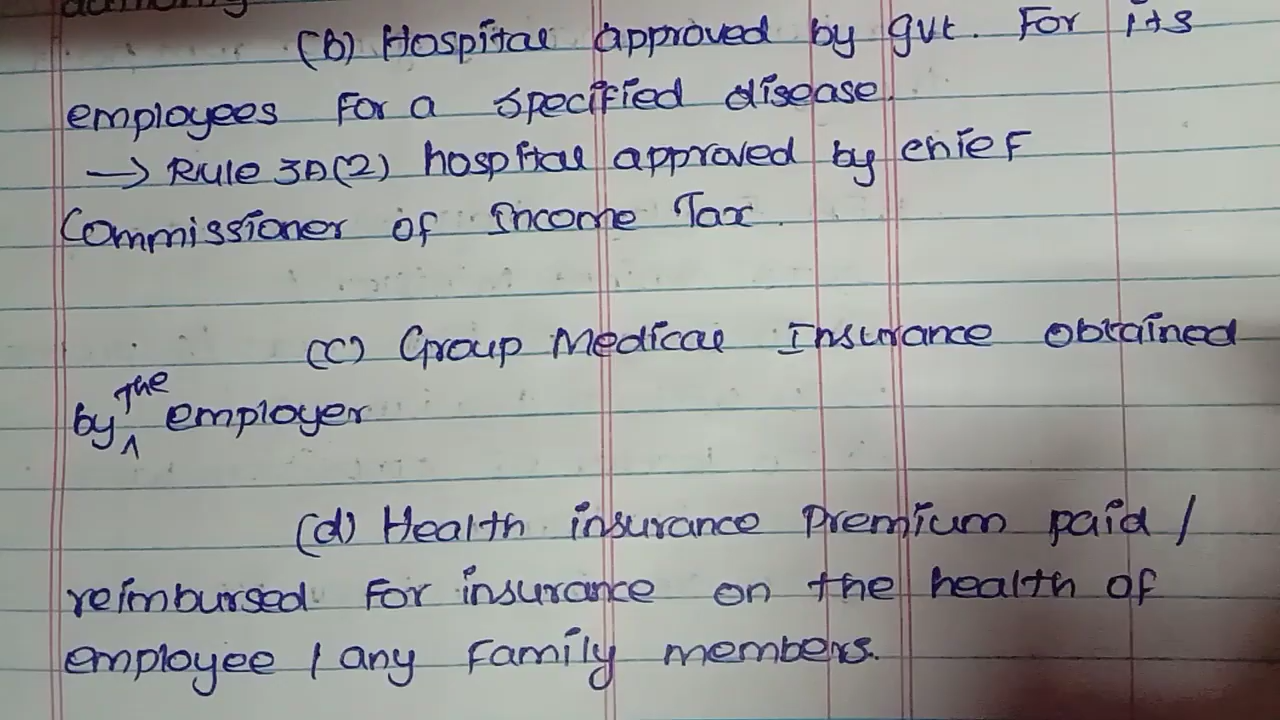 (b) Hospital approved by gvt. For its
employees For a specified disease.
→ Rule 3A(2) hospital approved by chief
Commissioner of Income Tax.
(c) Group Medical Insurance obtained
by the employer
(d) Health insurance Premium paid /
reimbursed For insurance on the health of
employee / any Family members.